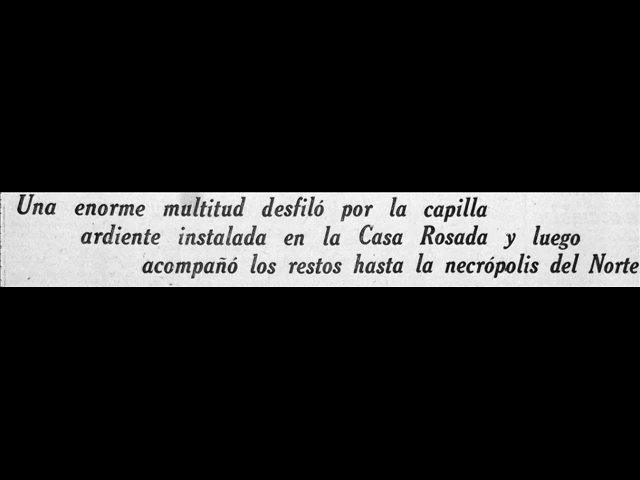 Una enorme multitud desfiló por la capilla
ardiente instalada en la Casa Rosada y luego
acompañó los restos hasta la necrópolis del Norte